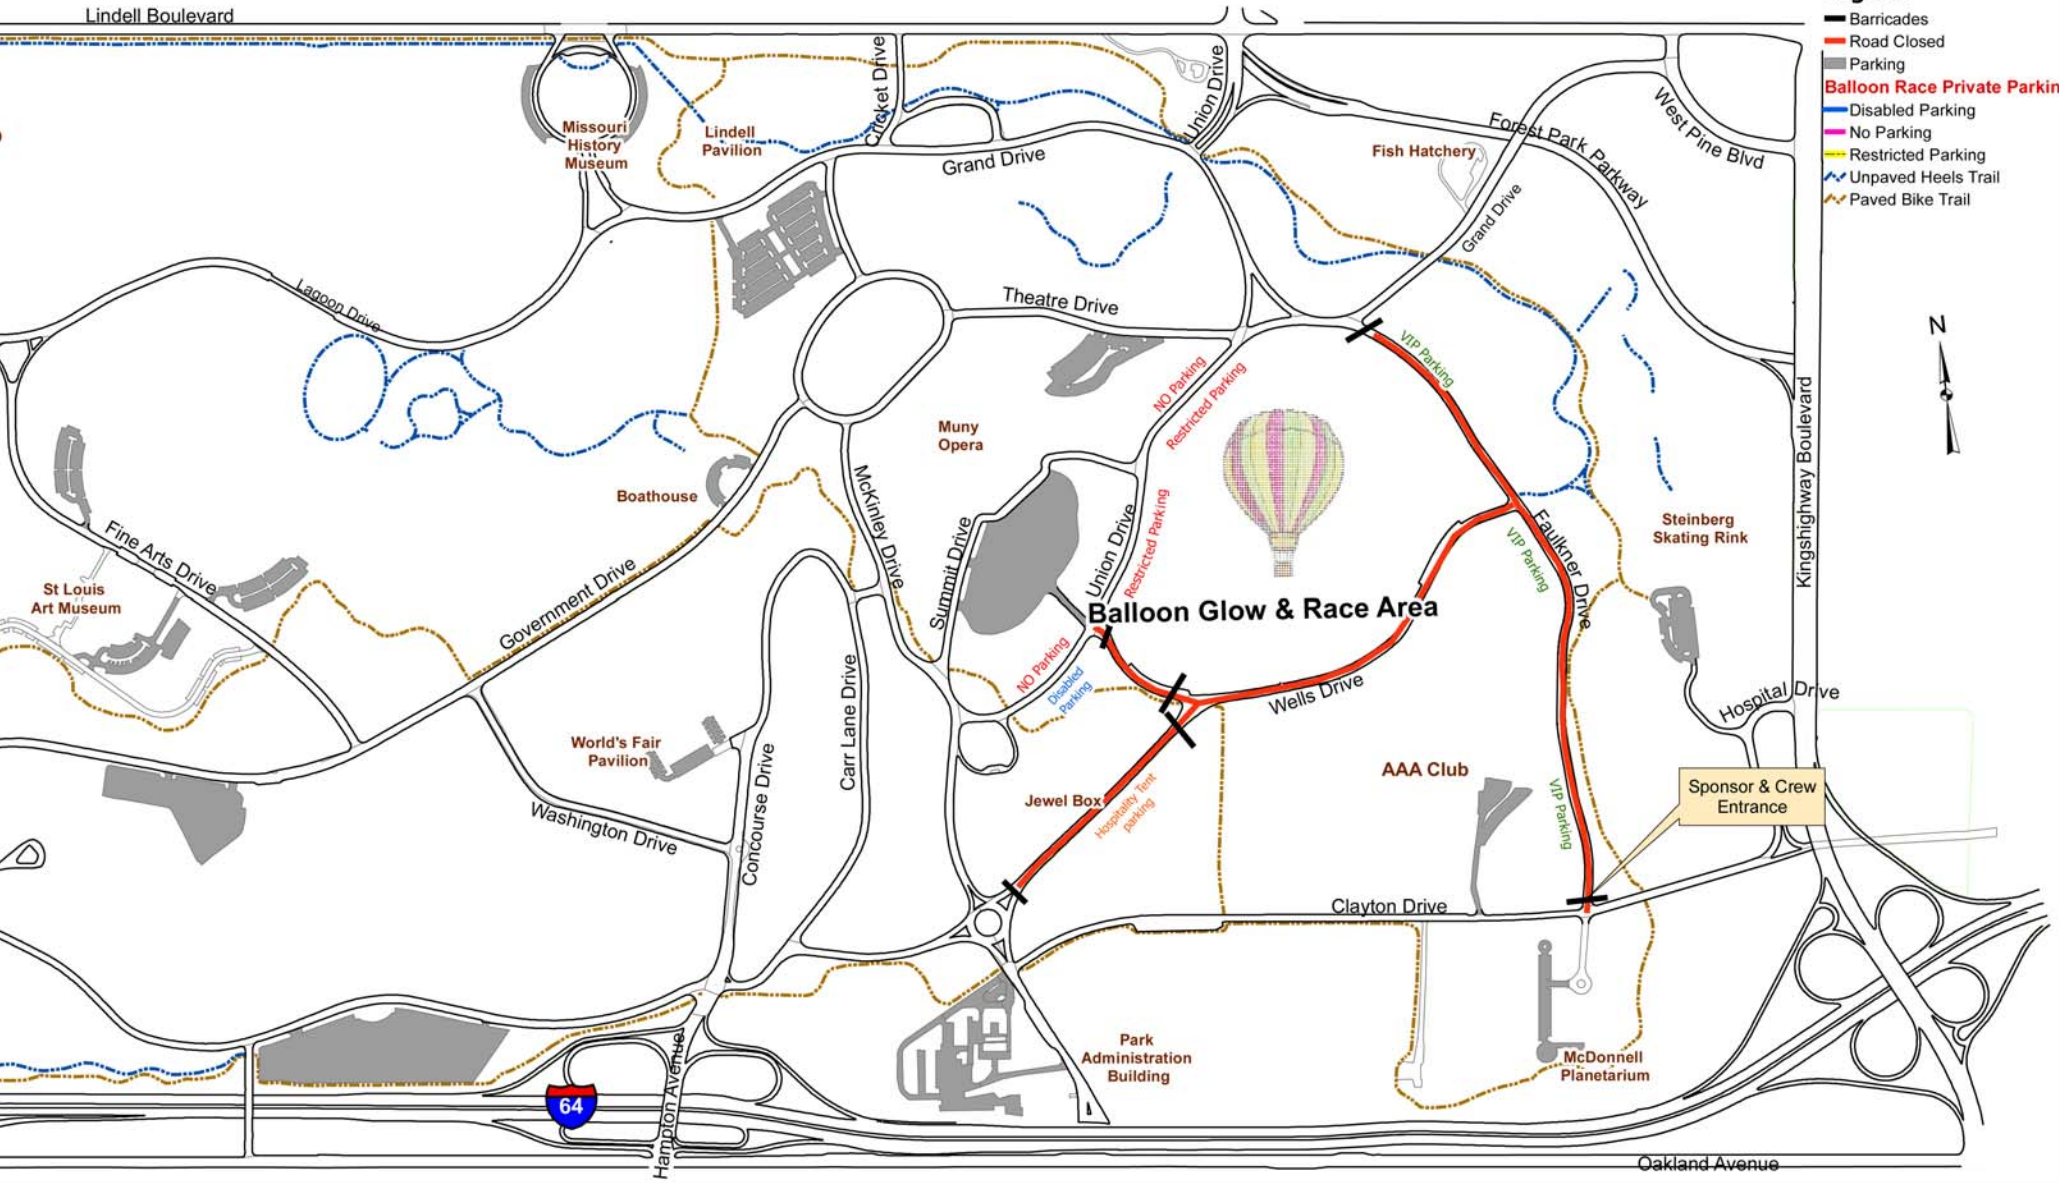 Lindell Boulevard
Barricades
Road Closed
Parking
Balloon Race Private Parkin
Disabled Parking
No Parking
Restricted Parking
Unpaved Heels Trail
Paved Bike Trail
Missouri
History
Museum
Lindell
Pavilion
Cricket Drive
Grand Drive
Union Drive
Fish Hatchery
Forest Park Parkway
West Pine Blvd
Grand Drive
N
Lagoon Drive
Theatre Drive
NO Parking
Restricted Parking
VIP Parking
Kingshighway Boulevard
Muny
Opera
Boathouse
McKinley Drive
Summit Drive
Union Drive
Restricted Parking
Faulkner Drive
VIP Parking
Steinberg
Skating Rink
Fine Arts Drive
St Louis
Art Museum
Government Drive
Balloon Glow & Race Area
NO Parking
Disabled
Parking
Wells Drive
Hospital Drive
World's Fair
Pavilion
Carr Lane Drive
Concourse Drive
Washington Drive
Jewel Box
Hospitality Tent
parking
AAA Club
VIP Parking
Sponsor & Crew
Entrance
Clayton Drive
Park
Administration
Building
McDonnell
Planetarium
64
Hampton Avenue
Oakland Avenue